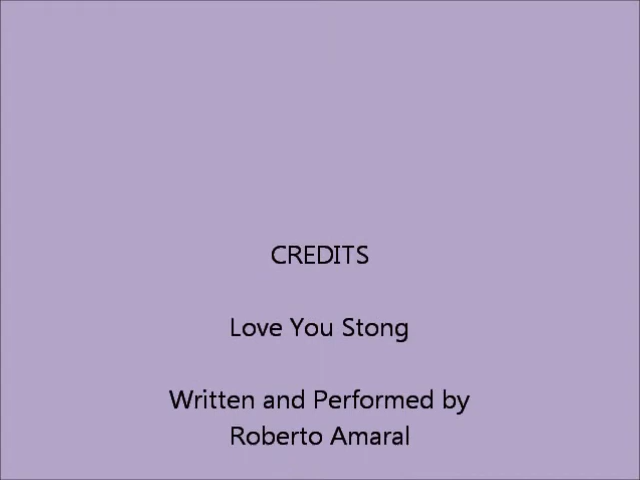 CREDITS
Love You Stong
Written and Performed by
Roberto Amaral